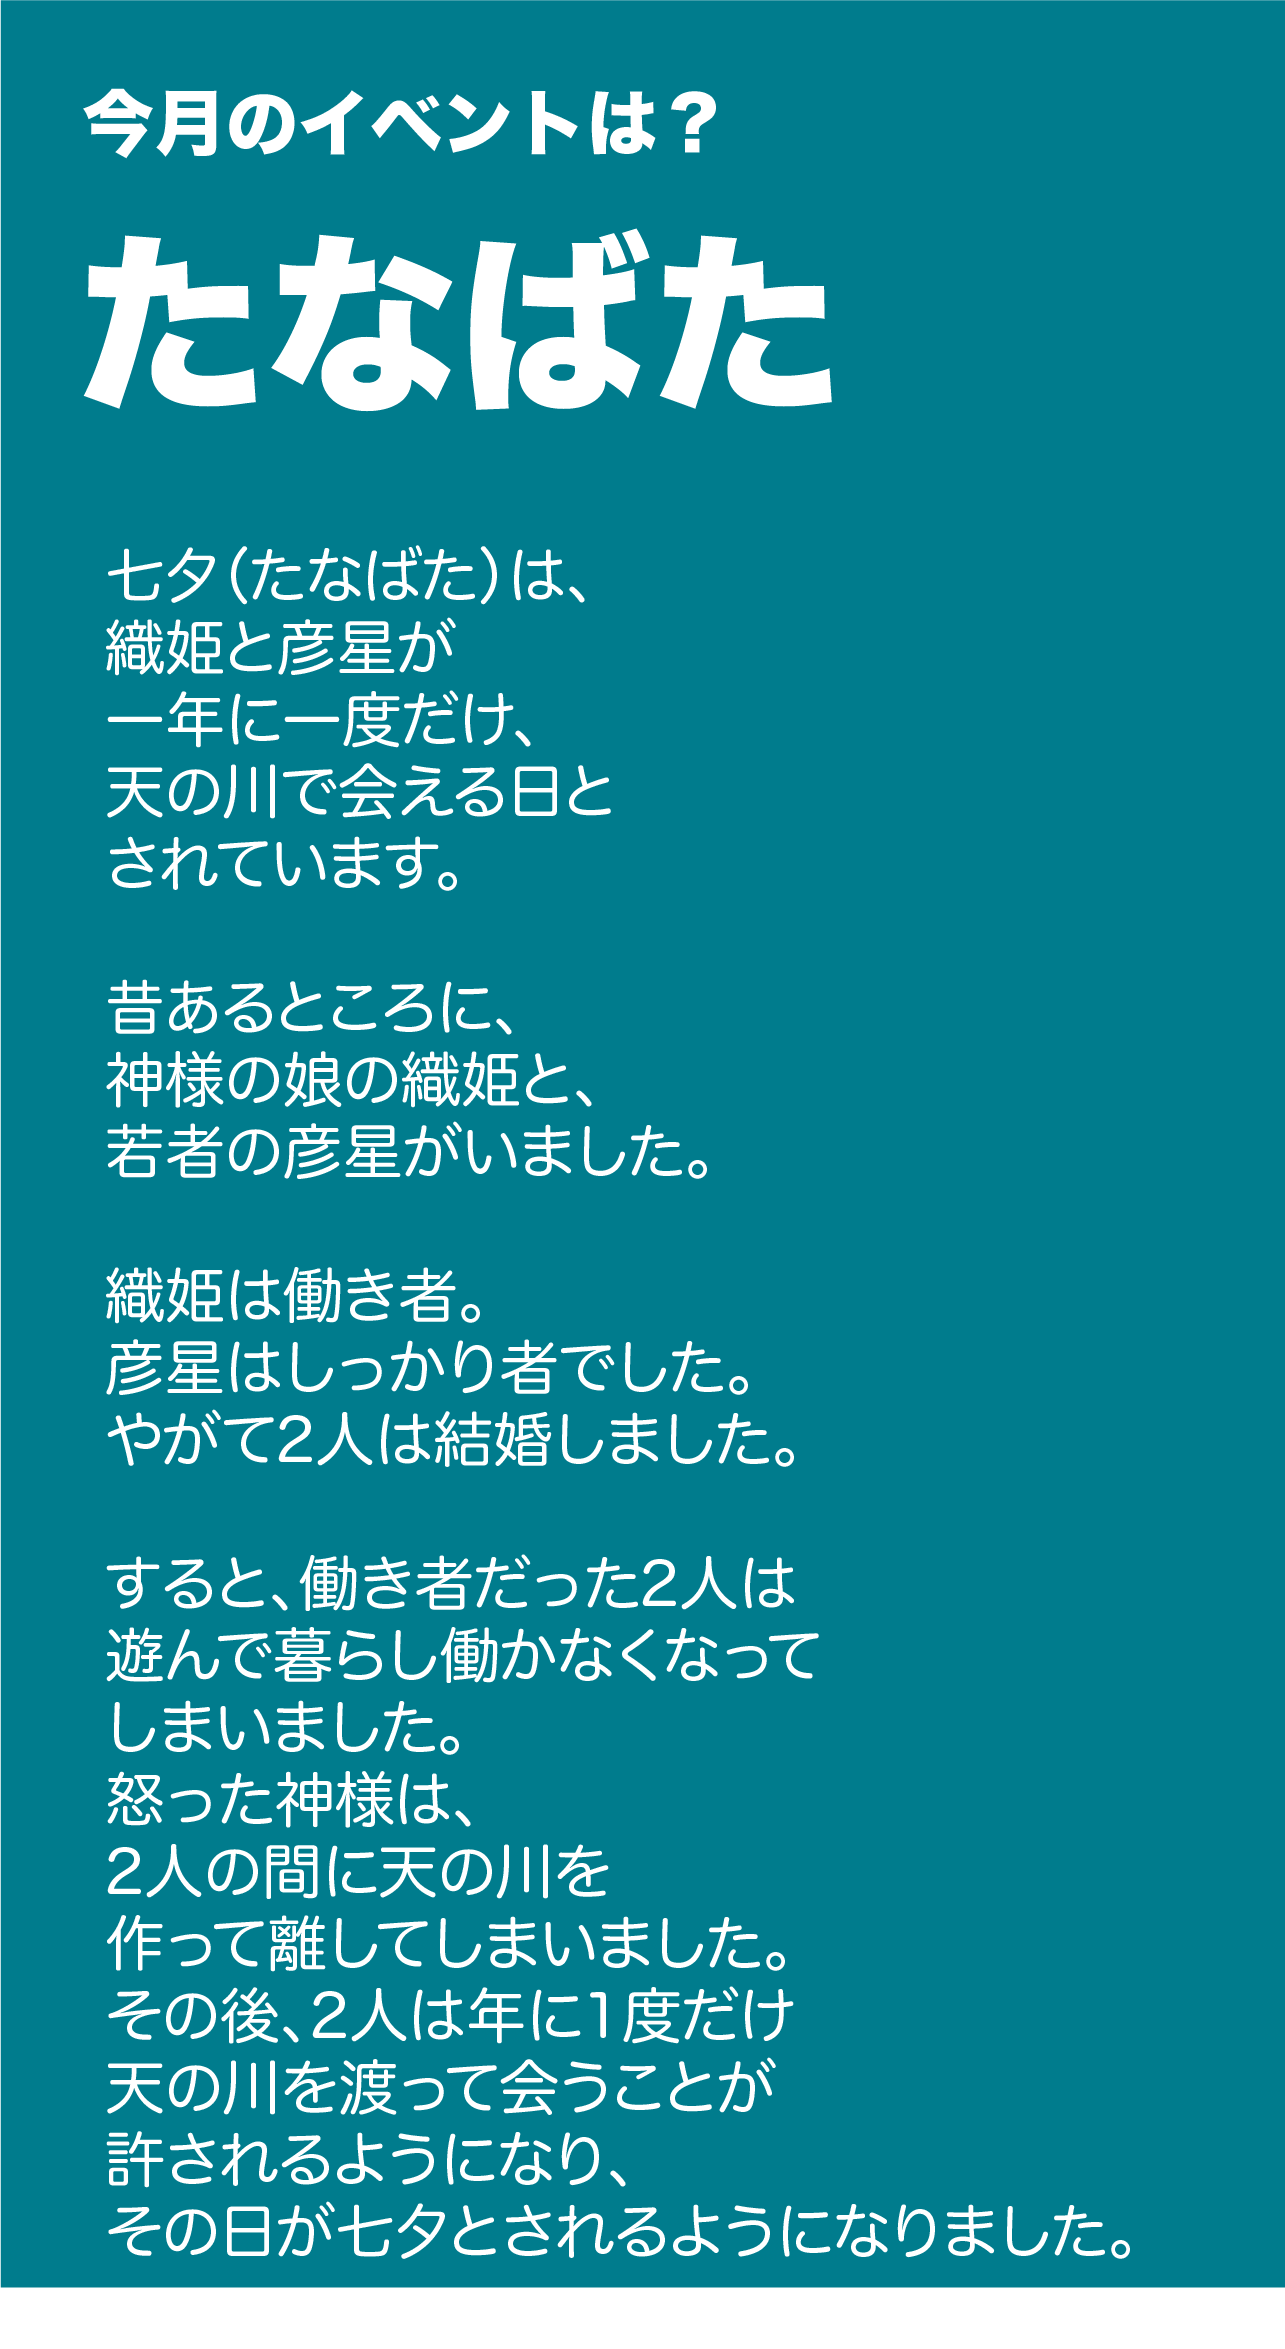 今月のイベントは？
たなばた
七夕（たなばた）は、
織姫と彦星が
一年に一度だけ、
天の川で会える日と
されています。
昔あるところに、
神様の娘の織姫と、
若者の彦星がいました。
織姫は働き者。
彦星はしっかり者でした。
やがて2人は結婚しました。
すると、働き者だった2人は
遊んで暮らし働かなくなって
しまいました。
怒った神様は、
2人の間に天の川を
作って離してしまいました。
その後、2人は年に1度だけ
天の川を渡って会うことが
許されるようになり、
その日が七夕とされるようになりました。